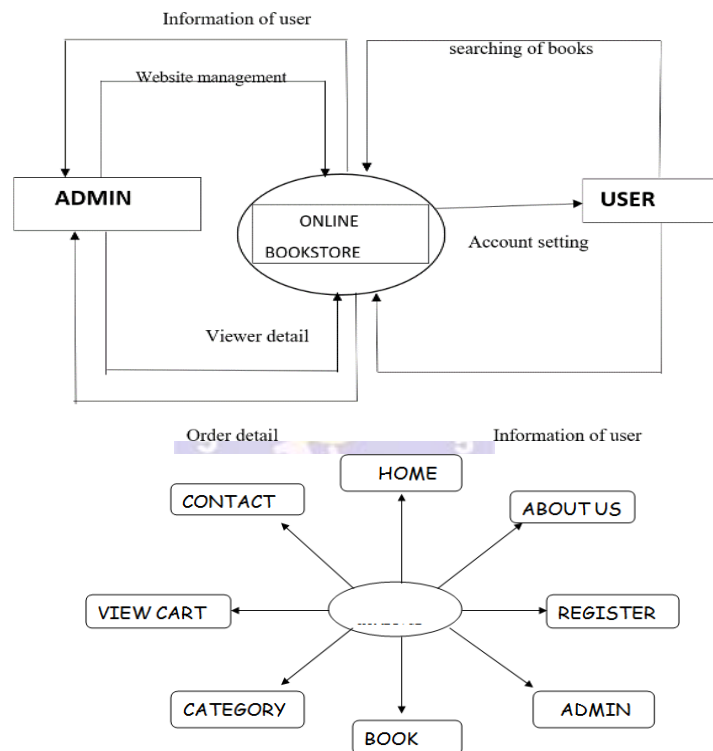 Information of user
searching of books
Website management
ADMIN
USER
ONLINE
BOOKSTORE
Account setting
Viewer detail
Order detail
Information of user
HOME
CONTACT
ABOUT US
VIEW CART
REGISTER
CATEGORY
ADMIN
BOOK